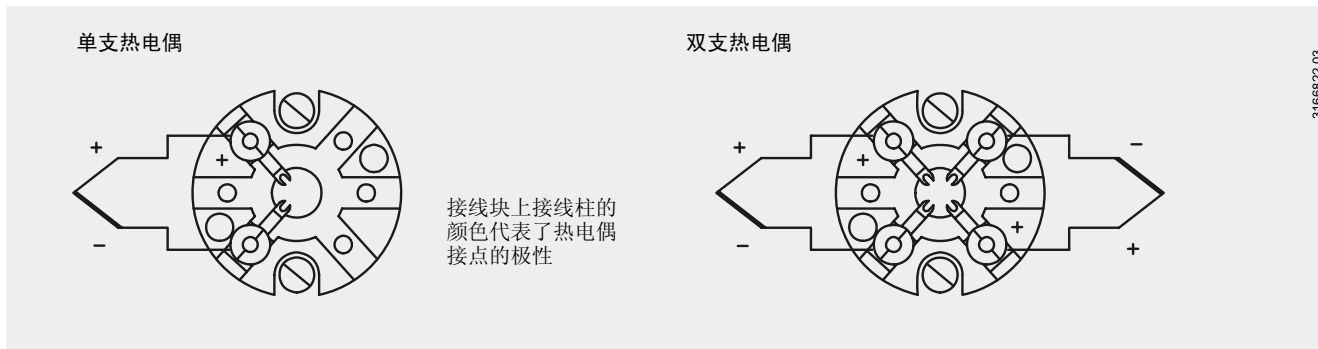 单支热电偶
双支热电偶
+
+
−
接线块上接线柱的
颜色代表了热电偶
接点的极性
+
+
−
−
+
+
3166822.03